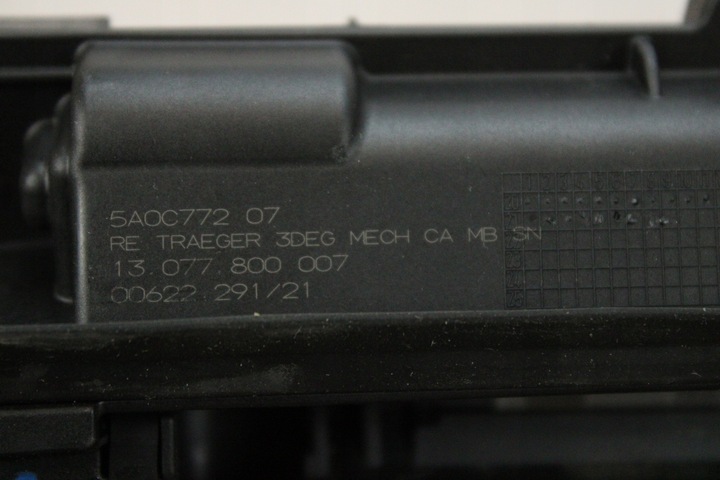 5A0C772 07
RE TRAEGER 3DEG MECH CA MB SN
13.077.800 007
00622 291/21